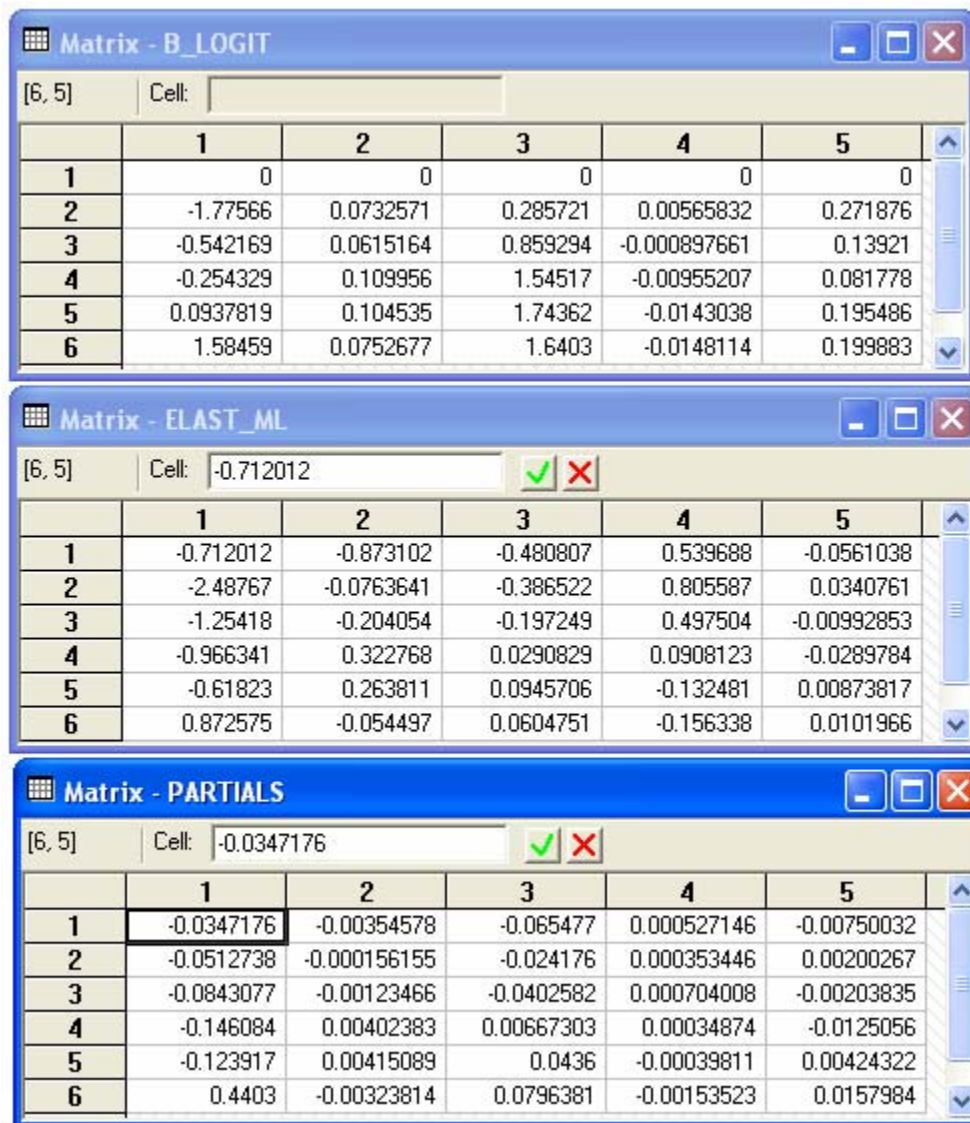 Matrix - B_LOGIT
[6, 5] Cell:
1 2 3 4 5
1 0 0 0 0 0
2 -1.77566 0.0732571 0.285721 0.00565832 0.271876
3 -0.542169 0.0615164 0.859294 -0.000897661 0.13921
4 -0.254329 0.109956 1.54517 -0.00955207 0.081778
5 0.0937819 0.104535 1.74362 -0.0143038 0.195486
6 1.58459 0.0752677 1.6403 -0.0148114 0.199883
Matrix - ELAST_ML
[6, 5] Cell: -0.712012
1 2 3 4 5
1 -0.712012 -0.873102 -0.480807 0.539688 -0.0561038
2 -2.48767 -0.0763641 -0.386522 0.805587 0.0340761
3 -1.25418 -0.204054 -0.197249 0.497504 -0.00992853
4 -0.966341 0.322768 0.0290829 0.0908123 -0.0289784
5 -0.61823 0.263811 0.0945706 -0.132481 0.00873817
6 0.872575 -0.054497 0.0604751 -0.156338 0.0101966
Matrix - PARTIALS
[6, 5] Cell: -0.0347176
1 2 3 4 5
1 -0.0347176 -0.00354578 -0.065477 0.000527146 -0.00750032
2 -0.0512738 -0.000156155 -0.024176 0.000353446 0.00200267
3 -0.0843077 -0.00123466 -0.0402582 0.000704008 -0.00203835
4 -0.146084 0.00402383 0.00667303 0.00034874 -0.0125056
5 -0.123917 0.00415089 0.0436 -0.00039811 0.00424322
6 0.4403 -0.00323814 0.0796381 -0.00153523 0.0157984